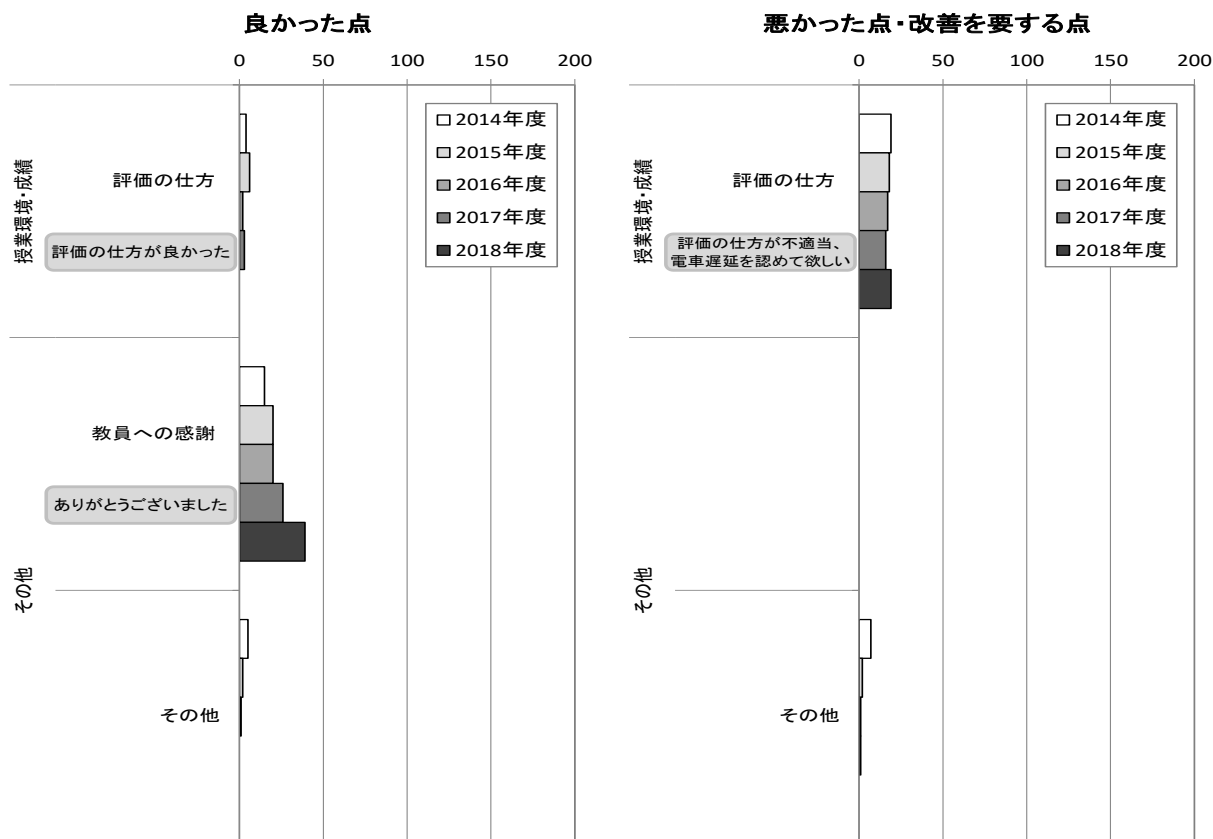 良かった点
0 50 100 150 200
2014年度
2015年度
2016年度
2017年度
2018年度
授業環境・成績
評価の仕方
評価の仕方が良かった
その他
教員への感謝
ありがとうございました
その他
悪かった点・改善を要する点
0 50 100 150 200
2014年度
2015年度
2016年度
2017年度
2018年度
授業環境・成績
評価の仕方
評価の仕方が不適当、
電車遅延を認めて欲しい
その他
その他